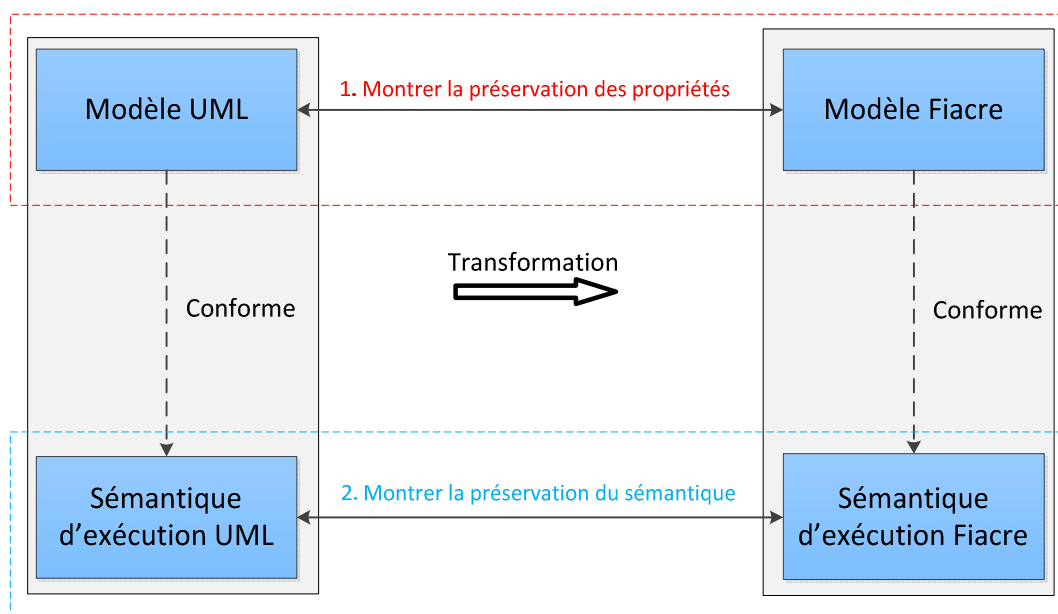 Modèle UML
1. Montrer la préservation des propriétés
Modèle Fiacre
Transformation
Conforme
Conforme
Sémantique
d'exécution UML
2. Montrer la préservation du sémantique
Sémantique
d'exécution Fiacre